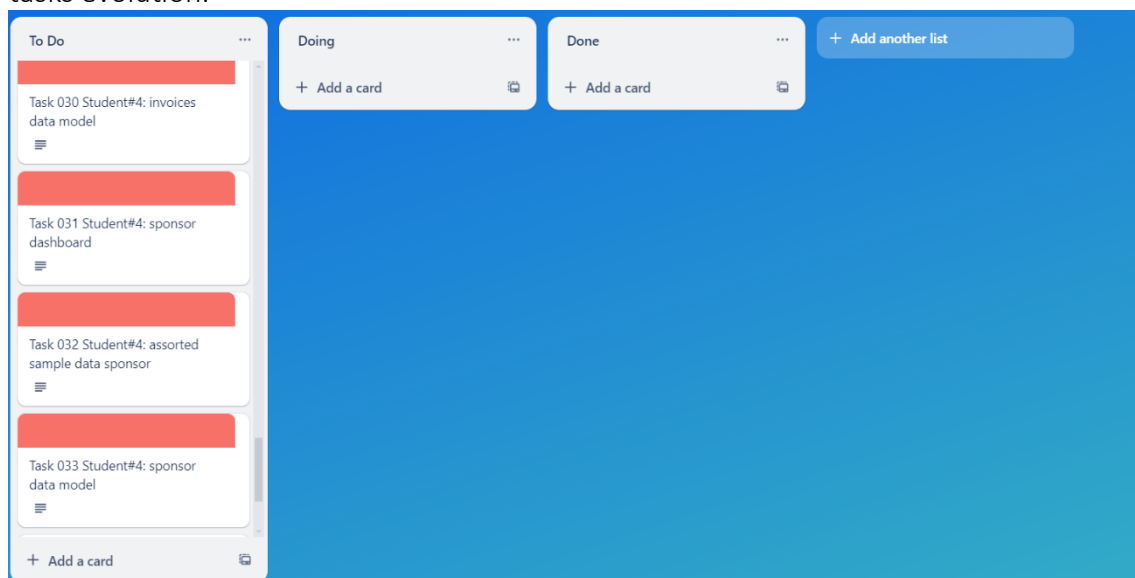 tasks evolution.
To Do
Task 030 Student#4: invoices
data model
Task 031 Student#4: sponsor
dashboard
Task 032 Student#4: assorted
sample data sponsor
Task 033 Student#4: sponsor
data model
+ Add a card
Doing
+ Add a card
Done
+ Add a card
+ Add another list